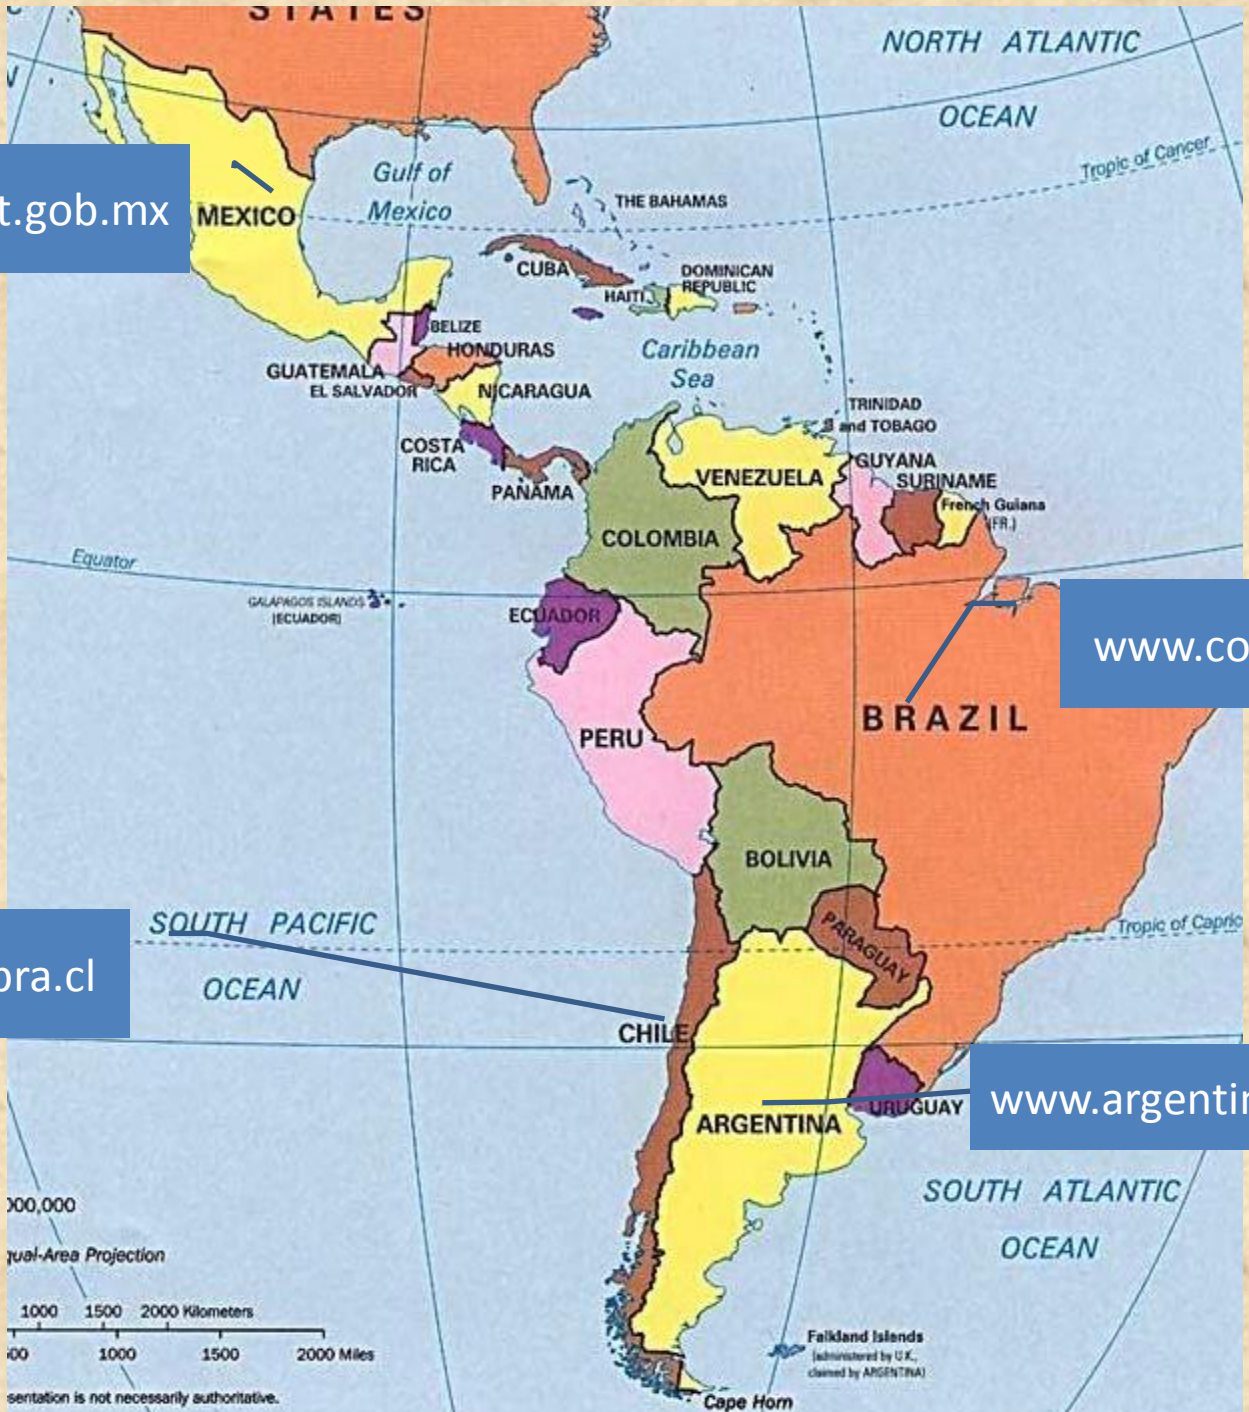 STATES
NORTH ATLANTIC
OCEAN
Tropic of Cancer
Gulf of
Mexico
t.gob.mx
MEXICO
THE BAHAMAS
CUBA
DOMINICAN
REPUBLIC
HAITI
BELIZE
HONDURAS
Caribbean
Sea
GUATEMALA
EL SALVADOR
NICARAGUA
TRINIDAD
and TOBAGO
COSTA
RICA
PANAMA
VENEZUELA
GUYANA
SURINAME
French Guiana
(FR.)
COLOMBIA
Equator
GALAPAGOS ISLANDS
(ECUADOR)
ECUADOR
www.co
BRAZIL
PERU
BOLIVIA
SOUTH PACIFIC
OCEAN
PARAGUAY
Tropic of Capric
ora.cl
CHILE
www.argentin
URUGUAY
ARGENTINA
SOUTH ATLANTIC
OCEAN
000,000
qual-Area Projection
1000 1500 2000 Kilometers
500 1000 1500 2000 Miles
Falkland Islands
(administered by U.K.,
claimed by ARGENTINA)
esentation is not necessarily authoritative.
Cape Horn